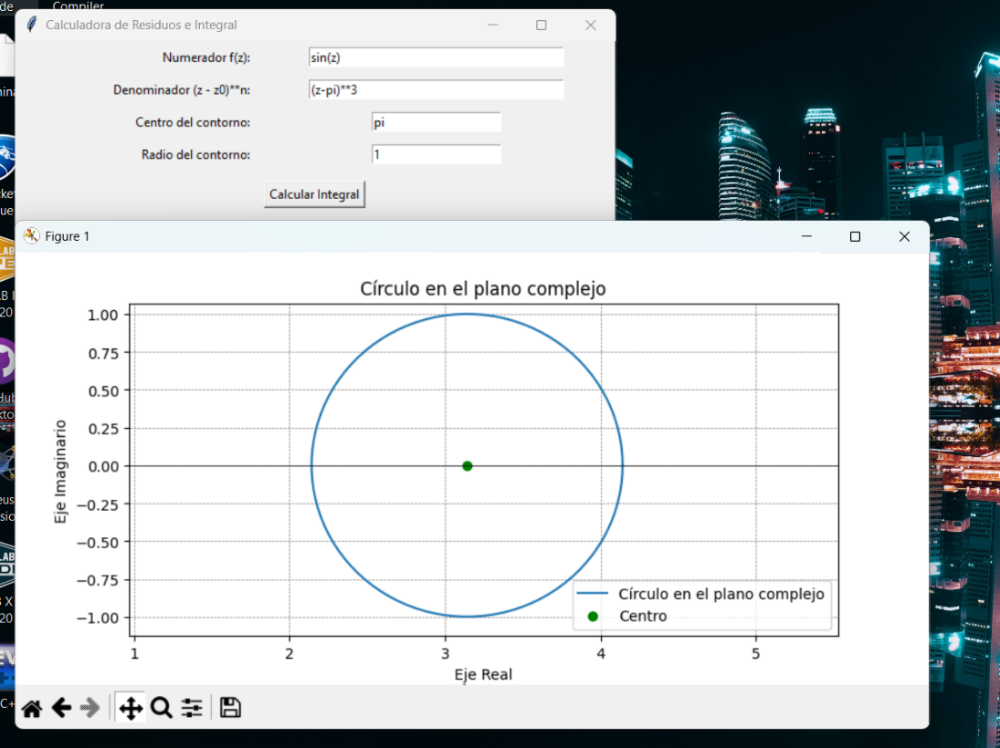 de
Compiler
Calculadora de Residuos e Integral
Numerador f(z):
sin(z)
Denominador (z - z0)**n:
(z-pi)**3
Centro del contorno:
pi
Radio del contorno:
1
Calcular Integral
Figure 1
Círculo en el plano complejo
1.00
0.75
0.50
0.25
0.00
−0.25
−0.50
−0.75
−1.00
Eje Imaginario
Círculo en el plano complejo
Centro
1 2 3 4 5
Eje Real